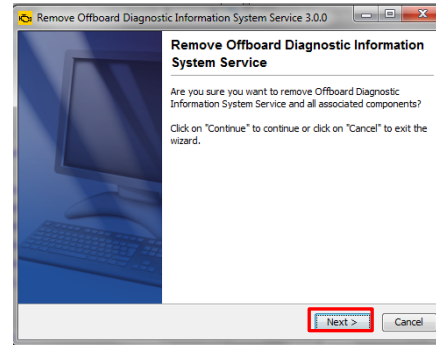 Remove Offboard Diagnostic Information System Service 3.0.0
Remove Offboard Diagnostic Information
System Service
Are you sure you want to remove Offboard Diagnostic
Information System Service and all associated components?
Click on "Continue" to continue or click on "Cancel" to exit the
wizard.
Next >
Cancel